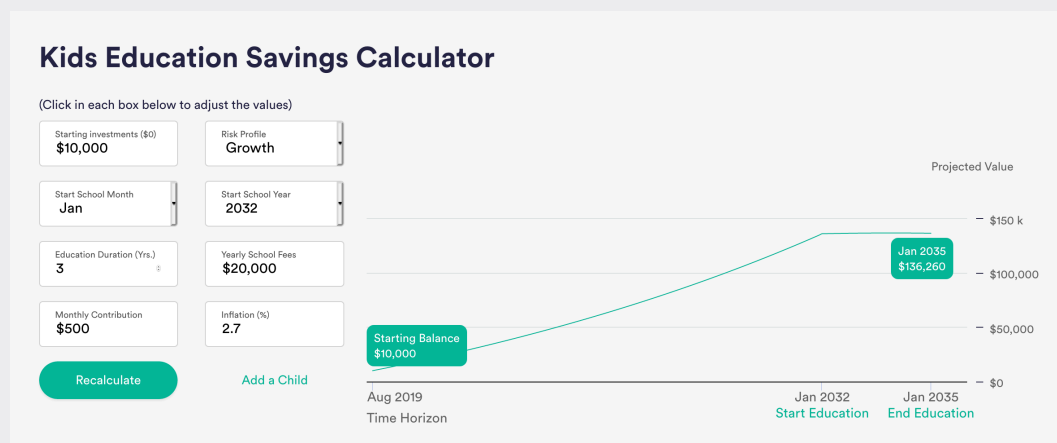 Kids Education Savings Calculator
(Click in each box below to adjust the values)
Starting investments ($0)
$10,000
Risk Profile
Growth
Start School Month
Jan
Start School Year
2032
Education Duration (Yrs.)
3
Yearly School Fees
$20,000
Monthly Contribution
$500
Inflation (%)
2.7
Recalculate
Add a Child
Projected Value
$150 k
$100,000
$50,000
$0
Jan 2035
$136,260
Starting Balance
$10,000
Aug 2019
Time Horizon
Jan 2032
Start Education
Jan 2035
End Education